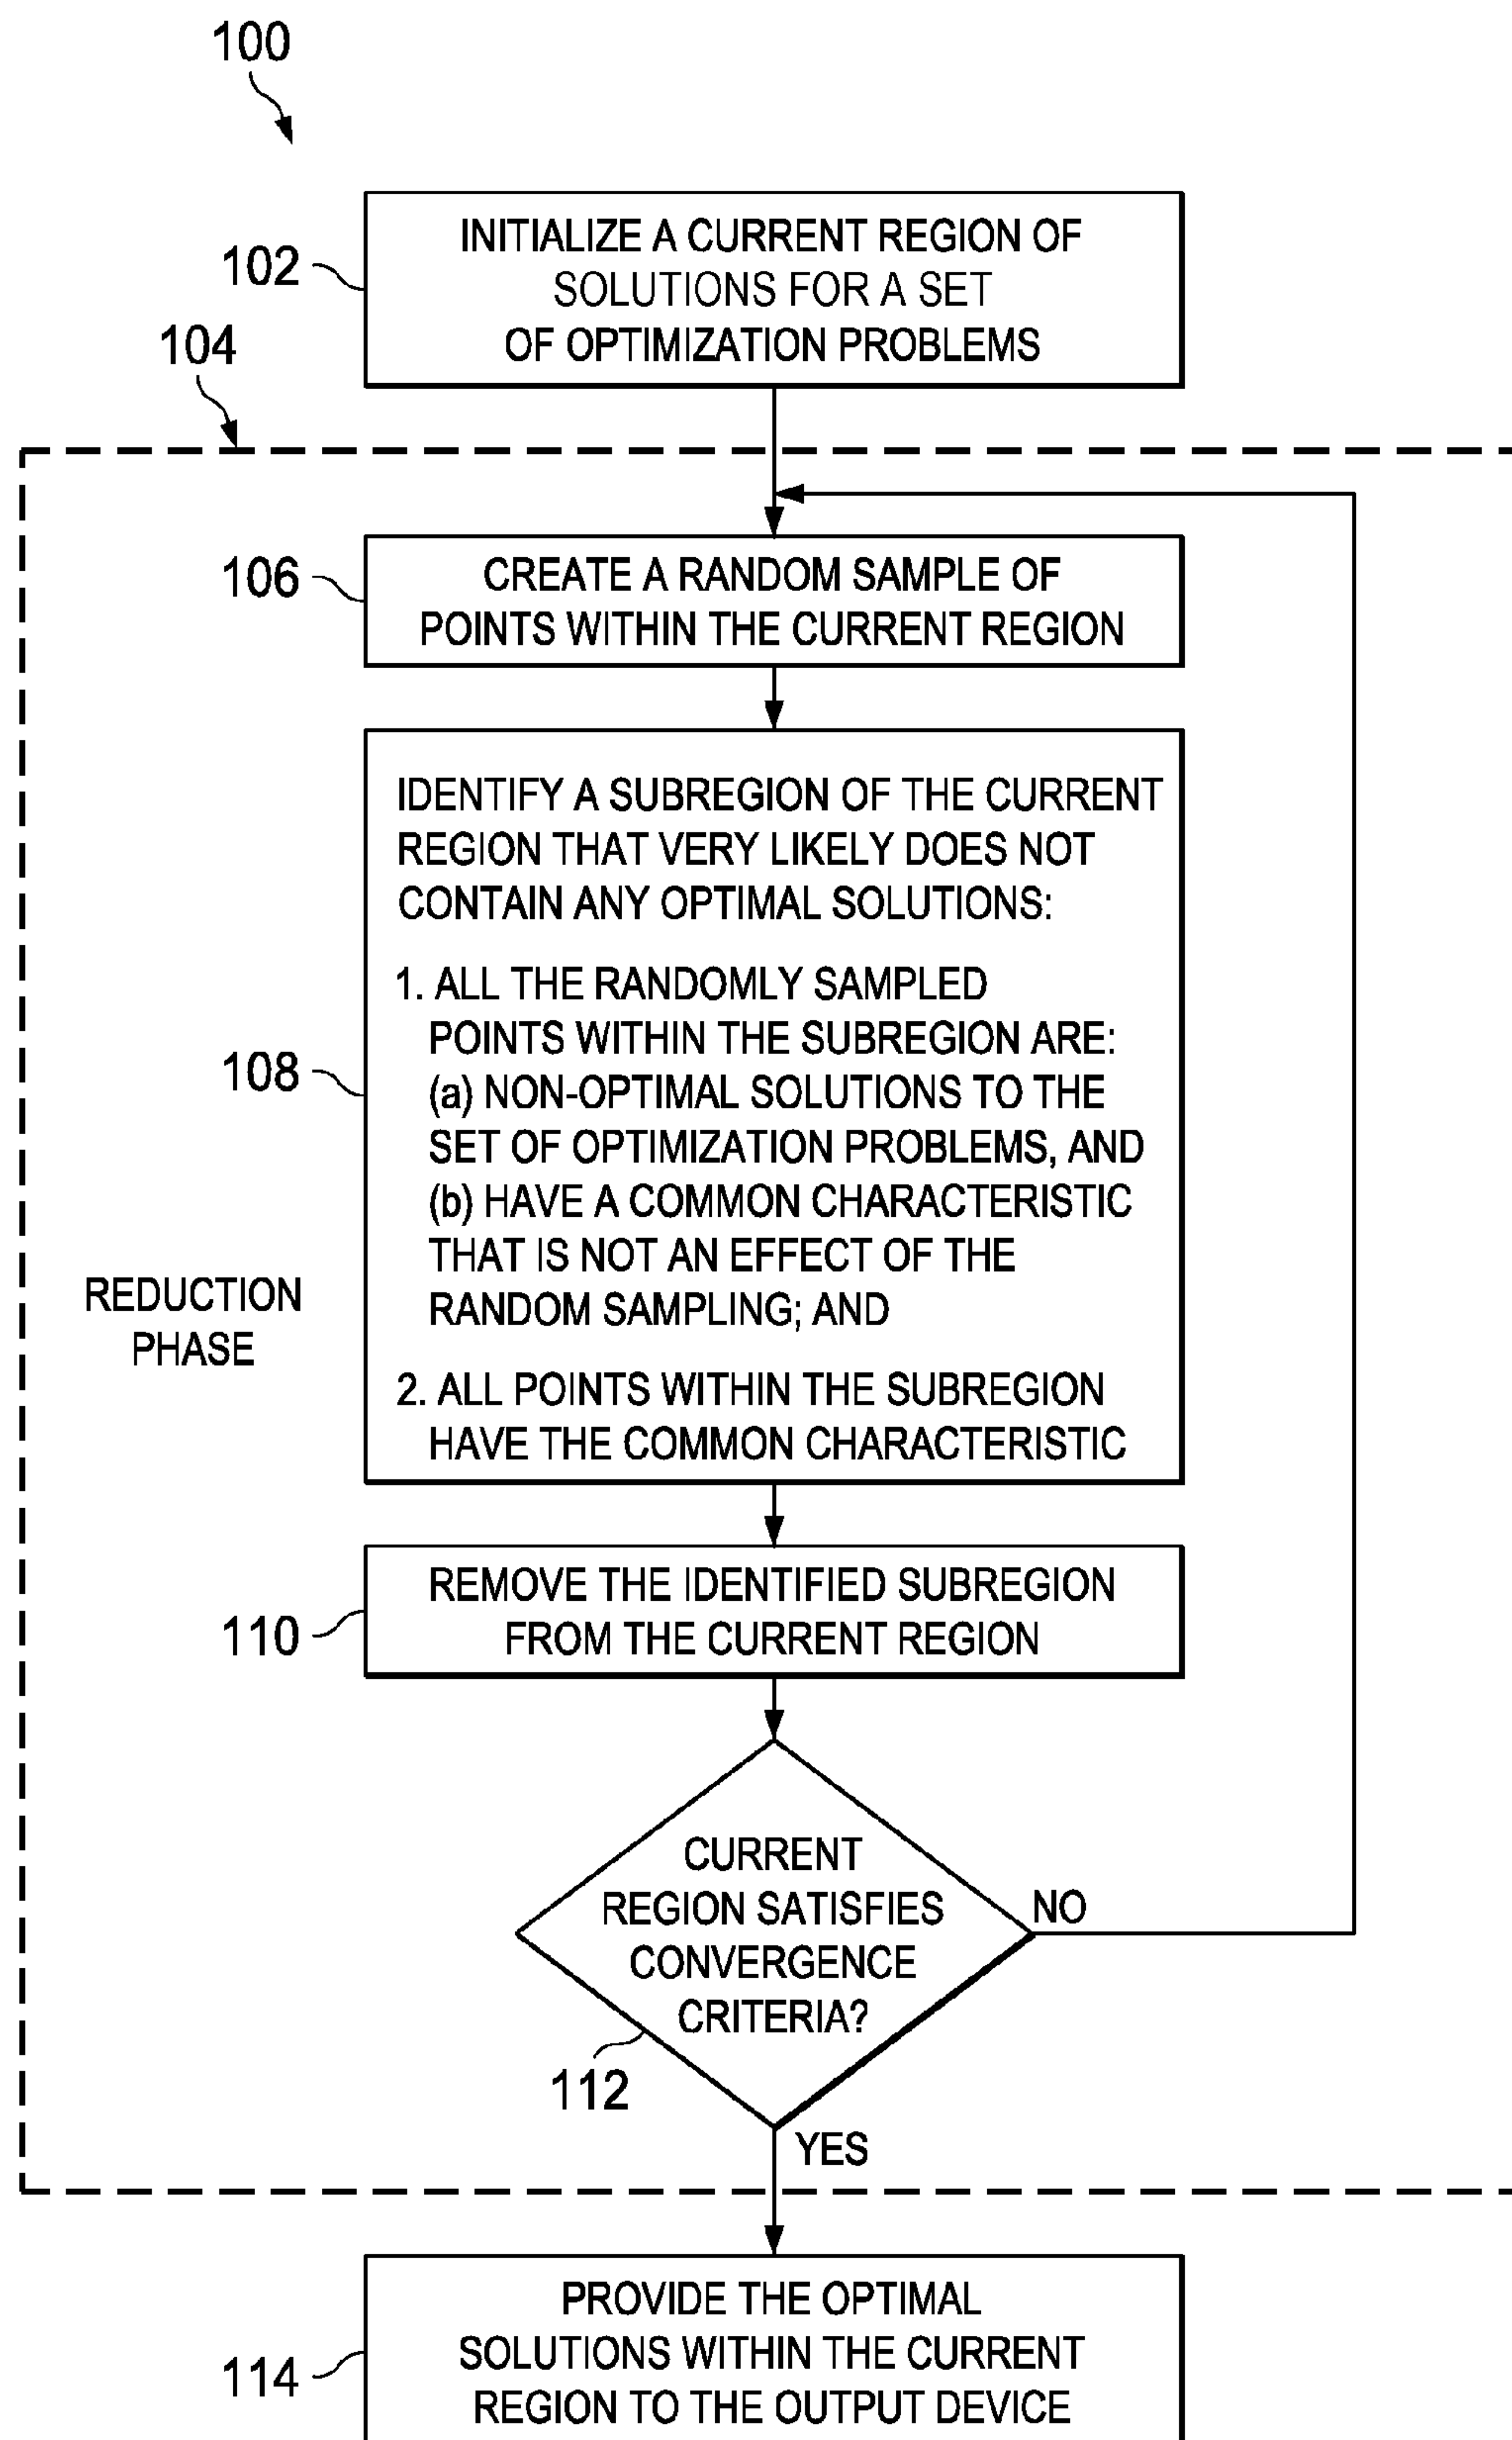 100
102
INITIALIZE A CURRENT REGION OF
SOLUTIONS FOR A SET
OF OPTIMIZATION PROBLEMS
104
106
CREATE A RANDOM SAMPLE OF
POINTS WITHIN THE CURRENT REGION
108
IDENTIFY A SUBREGION OF THE CURRENT
REGION THAT VERY LIKELY DOES NOT
CONTAIN ANY OPTIMAL SOLUTIONS:
1. ALL THE RANDOMLY SAMPLED
POINTS WITHIN THE SUBREGION ARE:
(a) NON-OPTIMAL SOLUTIONS TO THE
SET OF OPTIMIZATION PROBLEMS, AND
(b) HAVE A COMMON CHARACTERISTIC
THAT IS NOT AN EFFECT OF THE
RANDOM SAMPLING; AND
2. ALL POINTS WITHIN THE SUBREGION
HAVE THE COMMON CHARACTERISTIC
REDUCTION
PHASE
110
REMOVE THE IDENTIFIED SUBREGION
FROM THE CURRENT REGION
CURRENT
REGION SATISFIES
CONVERGENCE
CRITERIA?
NO
112
YES
114
PROVIDE THE OPTIMAL
SOLUTIONS WITHIN THE CURRENT
REGION TO THE OUTPUT DEVICE